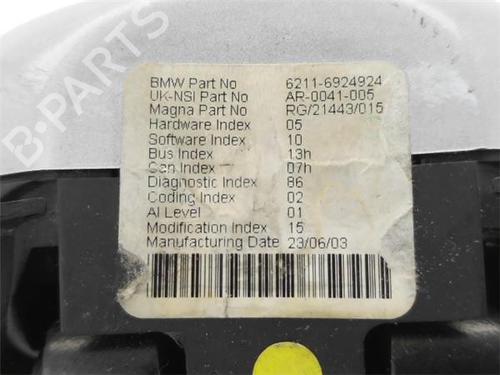 BMW Part No 6211-6924924
UK-NSI Part No AR-0041-005
Magna Part No RG/21443/015
Hardware Index 05
Software Index 10
Bus Index 13h
Can Index 07h
Diagnostic Index 86
Coding Index 02
AI Level 01
Modification Index 15
Manufacturing Date 23/06/03